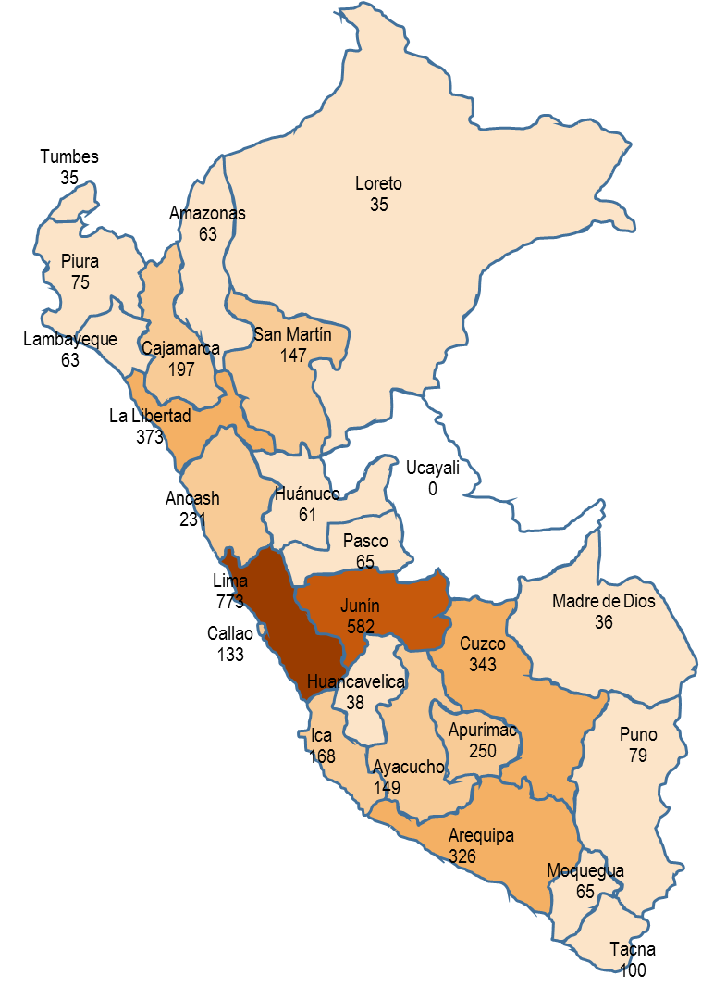 Tumbes
35
Loreto
35
Amazonas
63
Piura
75
Lambayeque
63
Cajamarca
197
San Martín
147
La Libertad
373
Ucayali
0
Ancash
231
Huánuco
61
Pasco
65
Lima
773
Junín
582
Madre de Dios
36
Callao
133
Cuzco
343
Huancavelica
38
Ica
168
Apurímac
250
Puno
79
Ayacucho
149
Arequipa
326
Moquegua
65
Tacna
100